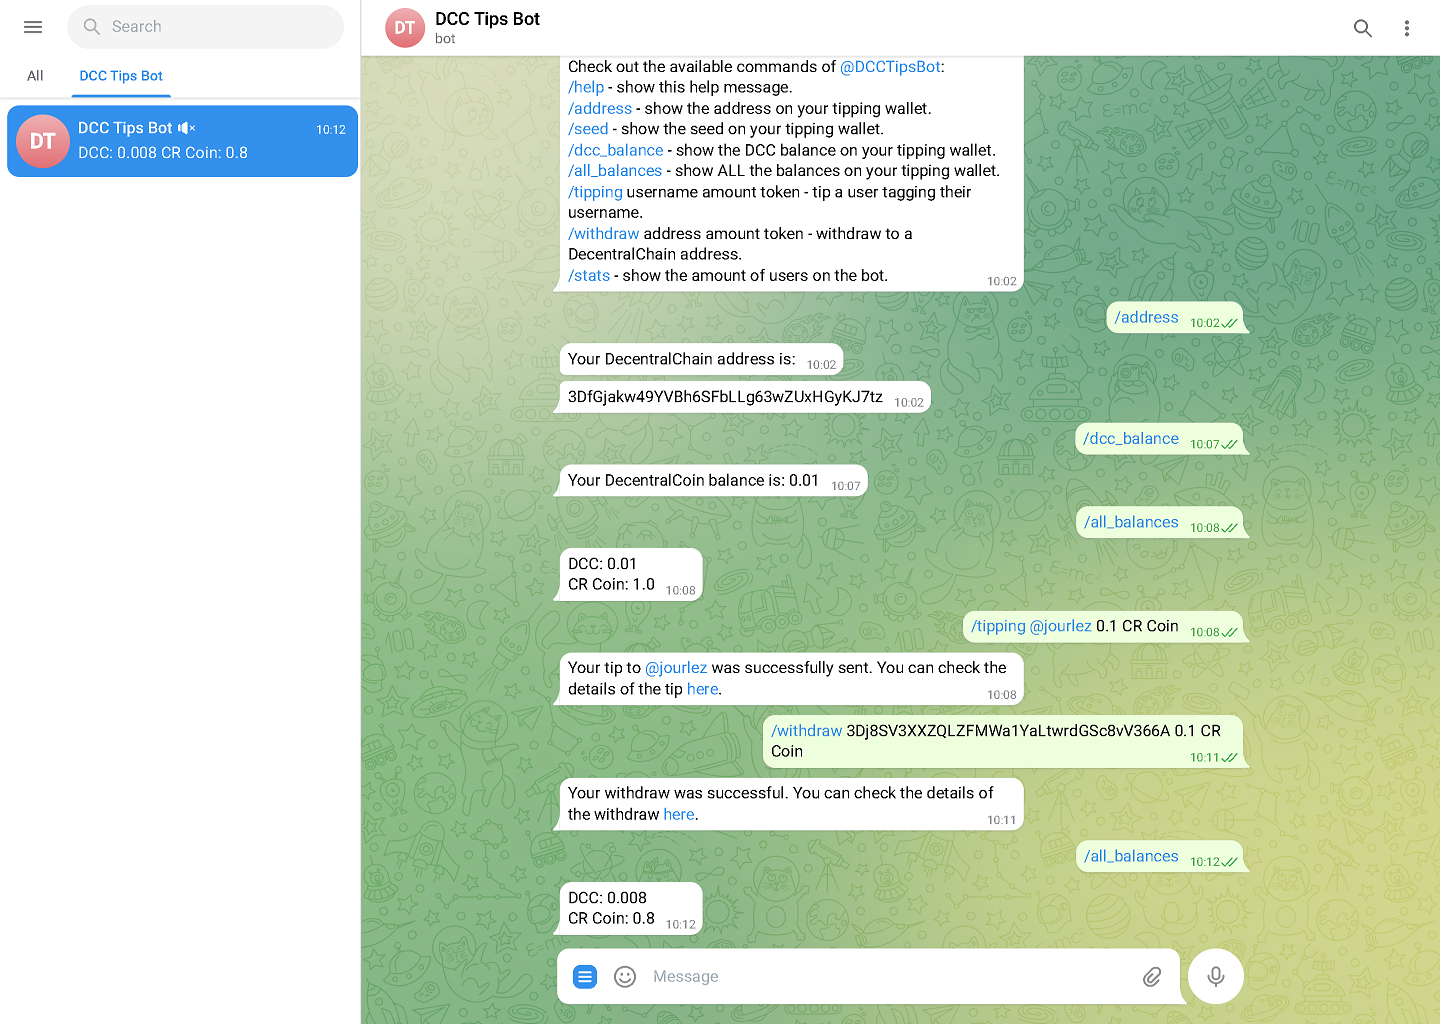 Search
All
DCC Tips Bot
DT
DCC Tips Bot
10:12
DCC: 0.008 CR Coin: 0.8
DT
DCC Tips Bot
bot
Check out the available commands of @DCCTipsBot:
/help - show this help message.
/address - show the address on your tipping wallet.
/seed - show the seed on your tipping wallet.
/dcc_balance - show the DCC balance on your tipping wallet.
/all_balances - show ALL the balances on your tipping wallet.
/tipping username amount token - tip a user tagging their
username.
/withdraw address amount token - withdraw to a
DecentralChain address.
/stats - show the amount of users on the bot.
10:02
/address 10:02
Your DecentralChain address is: 10:02
3DfGjakw49YVBh6SFbLLg63wZUxHGyKJ7tz 10:02
/dcc_balance 10:07
Your DecentralCoin balance is: 0.01 10:07
/all_balances 10:08
DCC: 0.01
CR Coin: 1.0 10:08
/tipping @jourlez 0.1 CR Coin 10:08
Your tip to @jourlez was successfully sent. You can check the
details of the tip here. 10:08
/withdraw 3Dj8SV3XXZQLZFMWa1YaLtwrdGSc8vV366A 0.1 CR
Coin 10:11
Your withdraw was successful. You can check the details of
the withdraw here. 10:11
/all_balances 10:12
DCC: 0.008
CR Coin: 0.8 10:12
Message